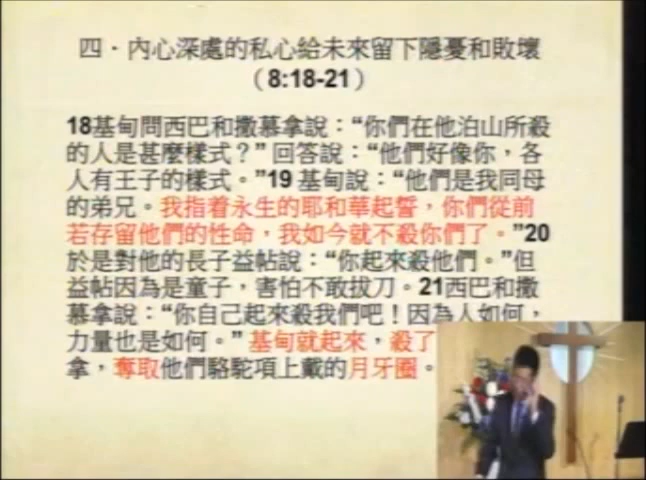 四．內心深處的私心給未來留下隱憂和敗壞
（8:18-21）
18基甸問西巴和撒慕拿說：“你們在他泊山所殺
的人是甚麼樣式？” 回答說：“他們好像你，各
人有王子的樣式。”19 基甸說：“他們是我同母
的弟兄。我指着永生的耶和華起誓，你們從前
若存留他們的性命，我如今就不殺你們了。”20
於是對他的長子益帖說：“你起來殺他們。”但
益帖因為是童子，害怕不敢拔刀。21西巴和撒
慕拿說：“你自己起來殺我們吧！因為人如何，
力量也是如何。” 基甸就起來，殺了
拿，奪取他們駱駝項上戴的月牙圈。